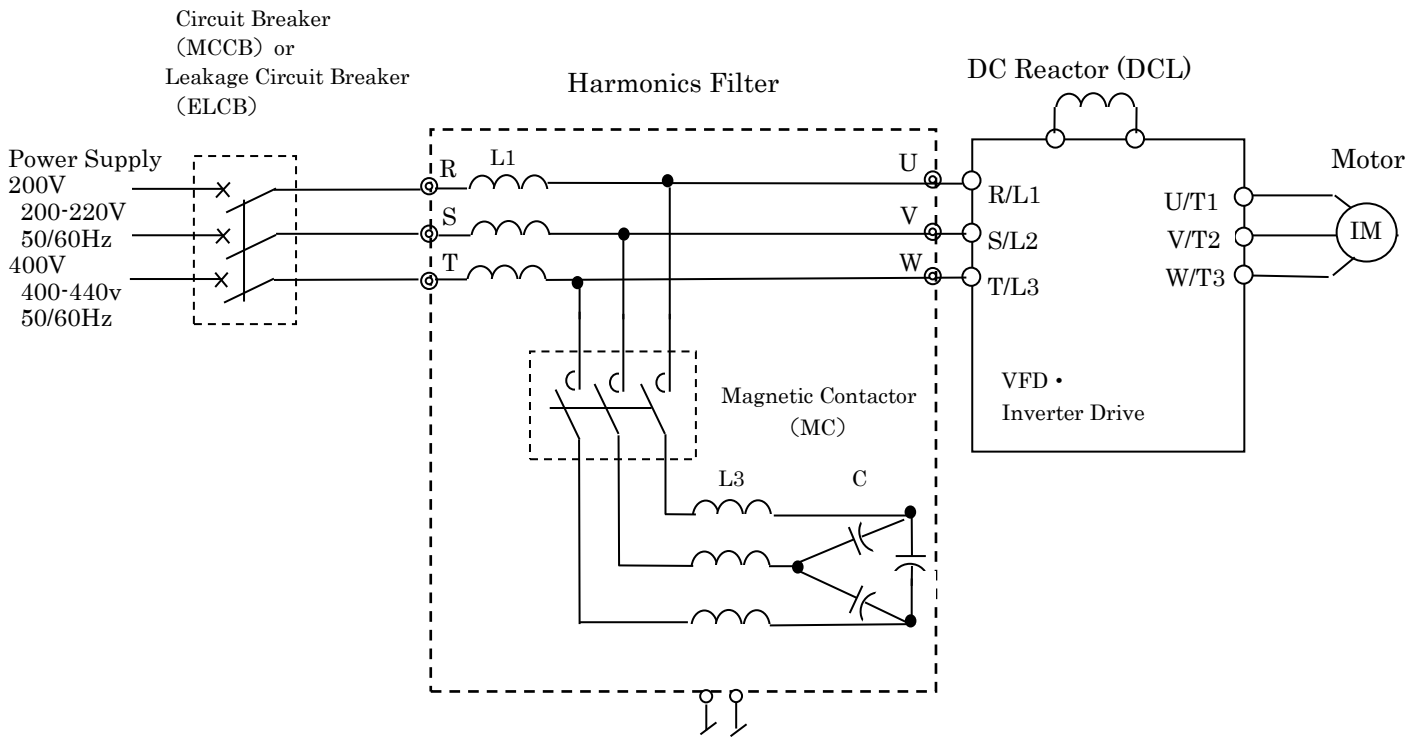 Circuit Breaker
（MCCB）or
Leakage Circuit Breaker
（ELCB）
Harmonics Filter
DC Reactor (DCL)
Power Supply
200V
200-220V
50/60Hz
400V
400-440v
50/60Hz
R
L1
S
T
U
V
W
R/L1
S/L2
T/L3
U/T1
V/T2
W/T3
Motor
IM
VFD・
Inverter Drive
Magnetic Contactor
（MC）
L3
C